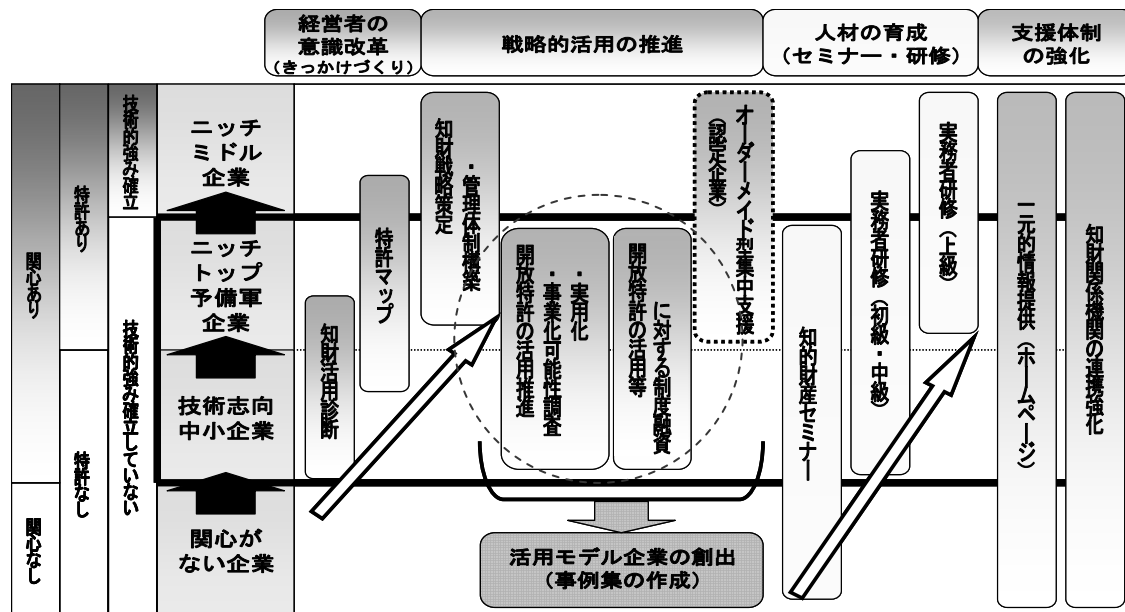 経営者の
意識改革
(きっかけづくり)
戦略的活用の推進
人材の育成
(セミナー・研修)
支援体制
の強化
関心あり
関心なし
特許あり
特許なし
技術的強み確立
技術的強み確立していない
ニッチ
ミドル
企業
ニッチ
トップ
予備軍
企業
技術志向
中小企業
関心が
ない企業
知財活用診断
特許マップ
知財戦略策定
・管理体制構築
開放特許の活用推進
・事業化可能性調査
・実用化
開放特許の活用等
に対する制度融資
オーダーメイド型集中支援
(認定企業)
活用モデル企業の創出
(事例集の作成)
知的財産セミナー
実務者研修(初級・中級)
実務者研修(上級)
一元的情報提供(ホームページ)
知財関係機関の連携強化